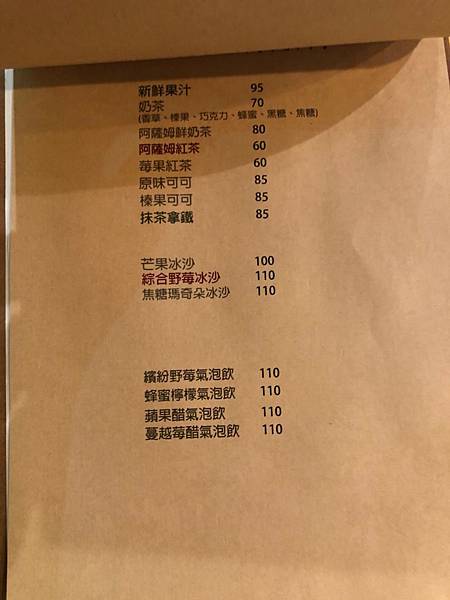 新鮮果汁 95
奶茶 70
(香草、榛果、巧克力、蜂蜜、黑糖、焦糖)
阿薩姆鮮奶茶 80
阿薩姆紅茶 60
莓果紅茶 60
原味可可 85
榛果可可 85
抹茶拿鐵 85
芒果冰沙 100
綜合野莓冰沙 110
焦糖瑪奇朵冰沙 110
繽紛野莓氣泡飲 110
蜂蜜檸檬氣泡飲 110
蘋果醋氣泡飲 110
蔓越莓醋氣泡飲 110